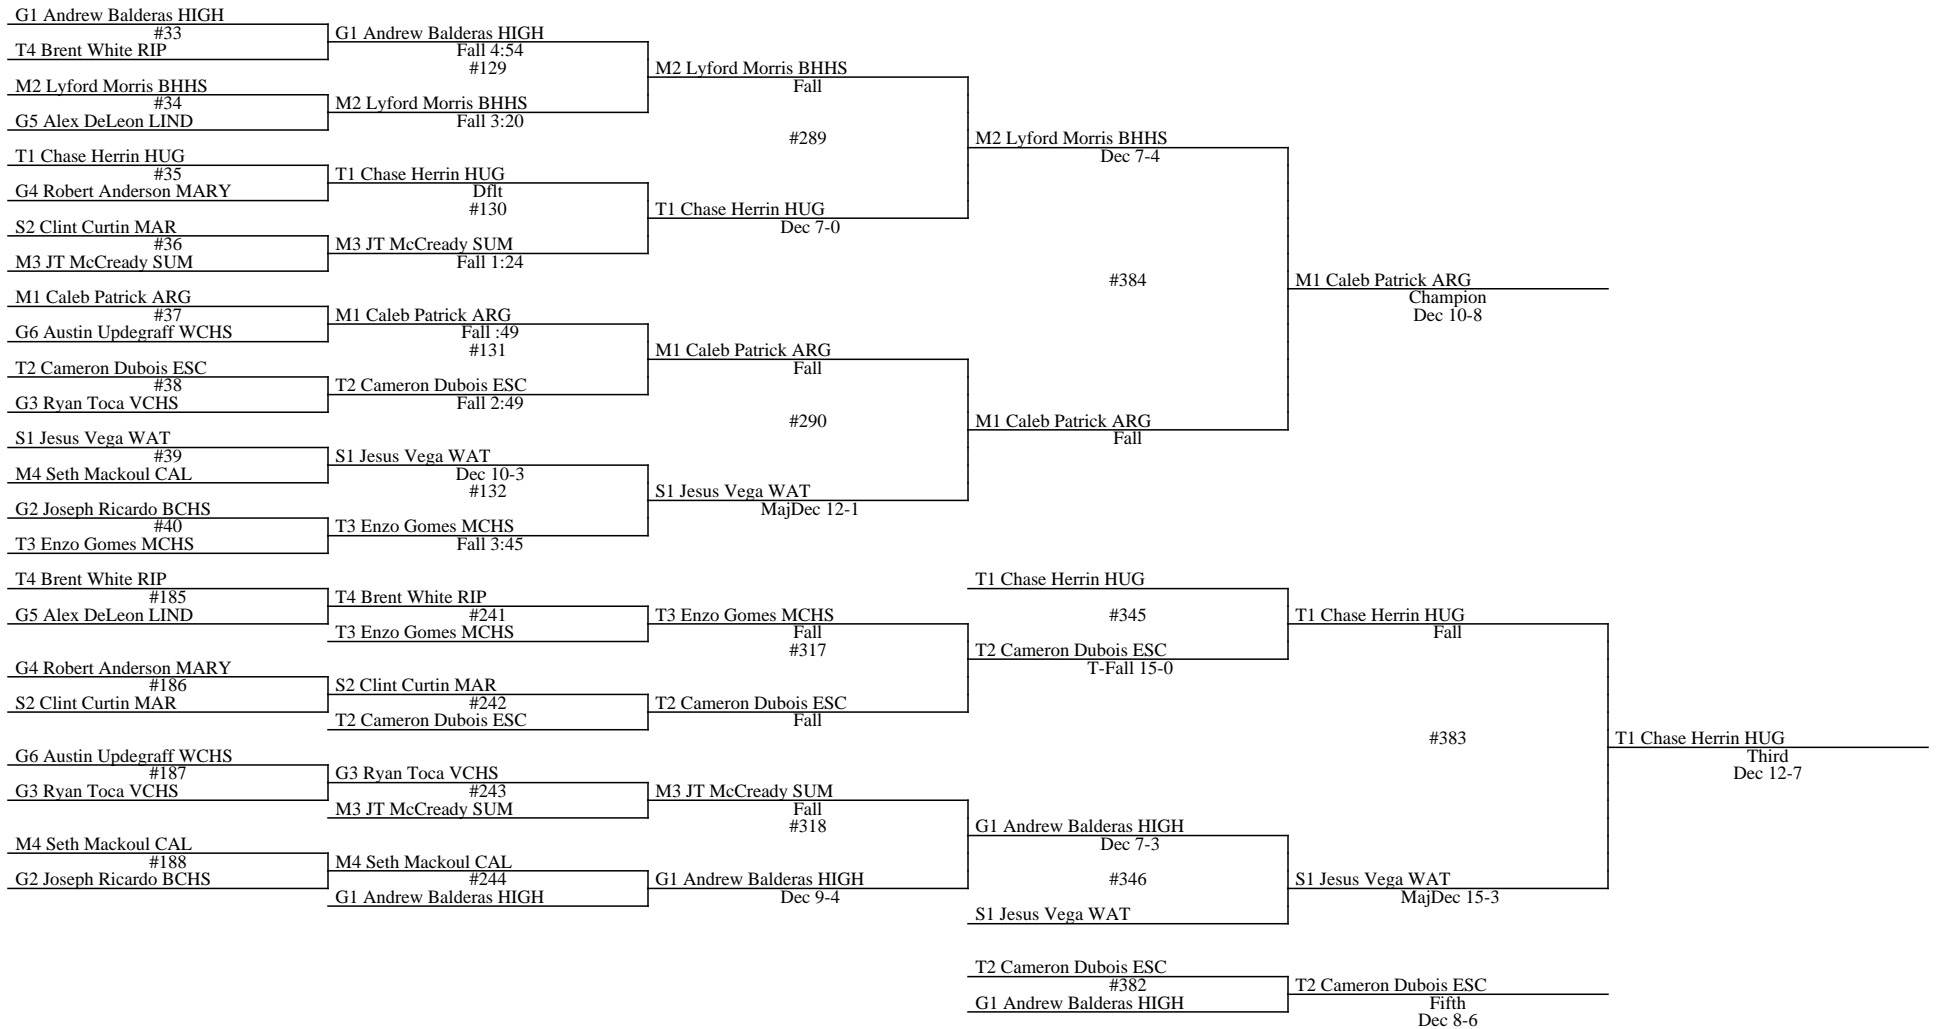 G1 Andrew Balderas HIGH
#33
T4 Brent White RIP
M2 Lyford Morris BHHS
#34
G5 Alex DeLeon LIND
T1 Chase Herrin HUG
#35
G4 Robert Anderson MARY
S2 Clint Curtin MAR
#36
M3 JT McCready SUM
M1 Caleb Patrick ARG
#37
G6 Austin Updegraff WCHS
T2 Cameron Dubois ESC
#38
G3 Ryan Toca VCHS
S1 Jesus Vega WAT
#39
M4 Seth Mackoul CAL
G2 Joseph Ricardo BCHS
#40
T3 Enzo Gomes MCHS
G1 Andrew Balderas HIGH
Fall 4:54
#129
M2 Lyford Morris BHHS
Fall 3:20
T1 Chase Herrin HUG
Dflt
#130
M3 JT McCready SUM
Fall 1:24
M1 Caleb Patrick ARG
Fall :49
#131
T2 Cameron Dubois ESC
Fall 2:49
S1 Jesus Vega WAT
Dec 10-3
#132
T3 Enzo Gomes MCHS
Fall 3:45
M2 Lyford Morris BHHS
Fall
#289
T1 Chase Herrin HUG
Dec 7-0
M1 Caleb Patrick ARG
Fall
#290
S1 Jesus Vega WAT
MajDec 12-1
M2 Lyford Morris BHHS
Dec 7-4
#384
M1 Caleb Patrick ARG
Fall
M1 Caleb Patrick ARG
Champion
Dec 10-8
T4 Brent White RIP
#185
G5 Alex DeLeon LIND
G4 Robert Anderson MARY
#186
S2 Clint Curtin MAR
G6 Austin Updegraff WCHS
#187
G3 Ryan Toca VCHS
M4 Seth Mackoul CAL
#188
G2 Joseph Ricardo BCHS
T4 Brent White RIP
#241
T3 Enzo Gomes MCHS
S2 Clint Curtin MAR
#242
T2 Cameron Dubois ESC
G3 Ryan Toca VCHS
#243
M3 JT McCready SUM
M4 Seth Mackoul CAL
#244
G1 Andrew Balderas HIGH
T3 Enzo Gomes MCHS
Fall
#317
T2 Cameron Dubois ESC
Fall
M3 JT McCready SUM
Fall
#318
G1 Andrew Balderas HIGH
Dec 9-4
T1 Chase Herrin HUG
#345
T2 Cameron Dubois ESC
T-Fall 15-0
G1 Andrew Balderas HIGH
Dec 7-3
#346
S1 Jesus Vega WAT
T1 Chase Herrin HUG
Fall
#383
S1 Jesus Vega WAT
MajDec 15-3
T1 Chase Herrin HUG
Third
Dec 12-7
T2 Cameron Dubois ESC
#382
G1 Andrew Balderas HIGH
T2 Cameron Dubois ESC
Fifth
Dec 8-6